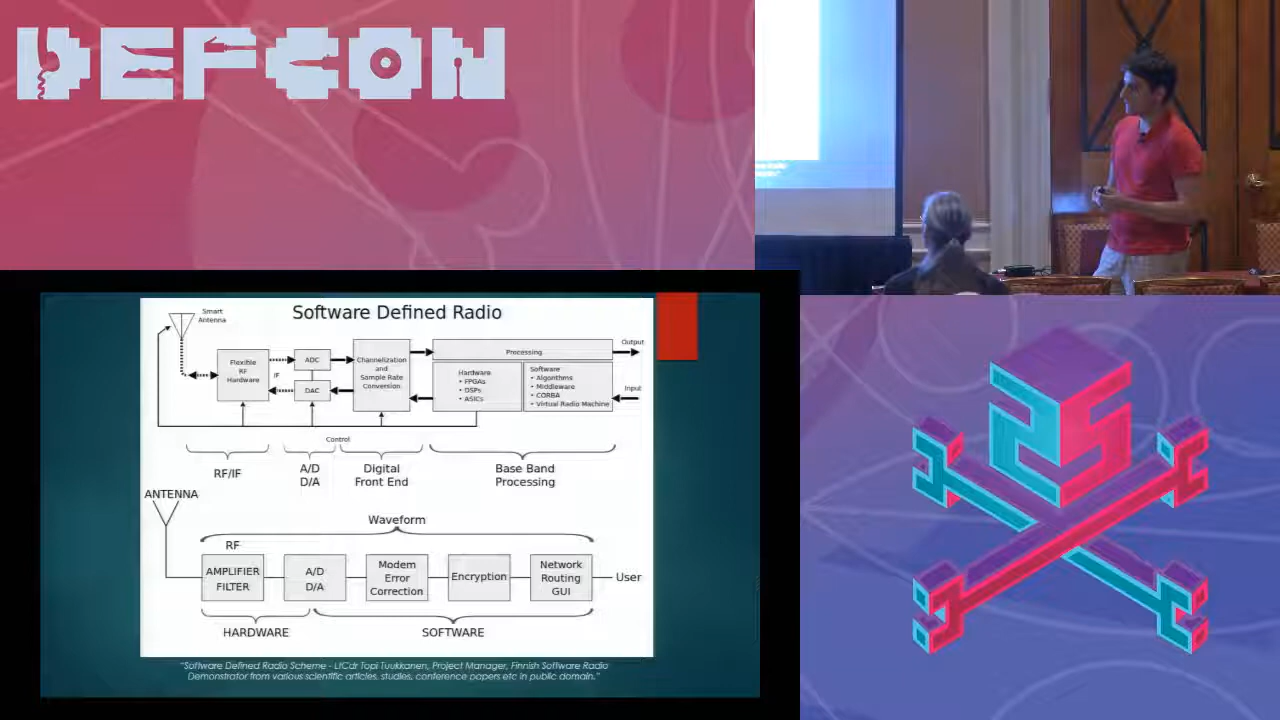 DEFCON
Software Defined Radio
Smart
Antenna
Flexible
RF
Hardware
IF
ADC
DAC
Channelization
and
Sample Rate
Conversion
Processing
Hardware
• FPGAs
• DSPs
• ASICs
Software
• Algorithms
• Middleware
• CORBA
• Virtual Radio Machine
Output
Input
Control
RF/IF
A/D
D/A
Digital
Front End
Base Band
Processing
ANTENNA
Waveform
RF
AMPLIFIER
FILTER
A/D
D/A
Modem
Error
Correction
Encryption
Network
Routing
GUI
User
HARDWARE
SOFTWARE
"Software Defined Radio Scheme - LtCdr Topi Tuukkanen, Project Manager, Finnish Software Radio
Demonstrator from various scientific articles, studies, conference papers etc in public domain."
25